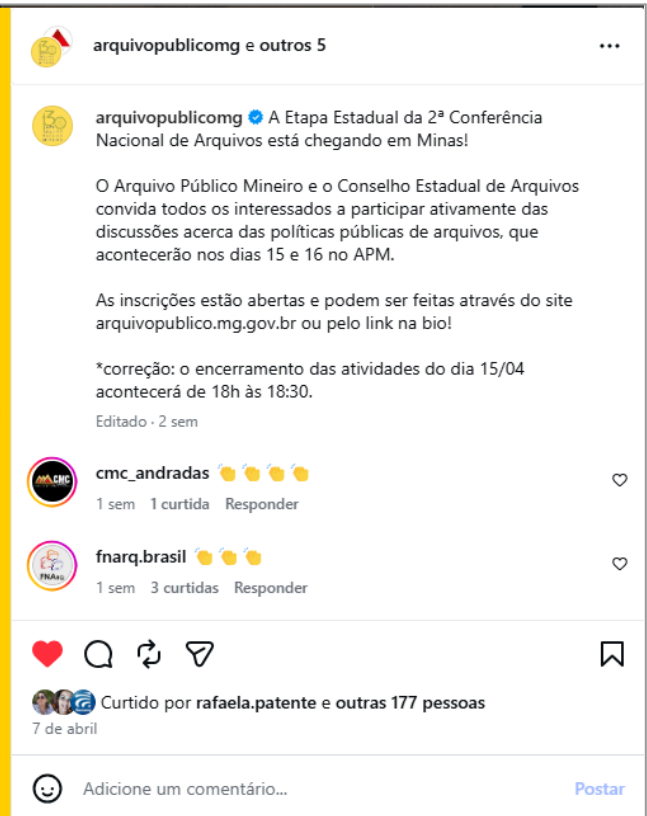 arquivopublicomg e outros 5
arquivopublicomg A Etapa Estadual da 2ª Conferência
Nacional de Arquivos está chegando em Minas!
O Arquivo Público Mineiro e o Conselho Estadual de Arquivos
convida todos os interessados a participar ativamente das
discussões acerca das políticas públicas de arquivos, que
acontecerão nos dias 15 e 16 no APM.
As inscrições estão abertas e podem ser feitas através do site
arquivopublico.mg.gov.br ou pelo link na bio!
*correção: o encerramento das atividades do dia 15/04
acontecerá de 18h às 18:30.
Editado · 2 sem
CMC
cmc_andradas 👏👏👏👏
1 sem 1 curtida Responder
fnarq.brasil 👏👏👏
FNArq
1 sem 3 curtidas Responder
Curtido por rafaela.patente e outras 177 pessoas
7 de abril
Adicione um comentário... Postar